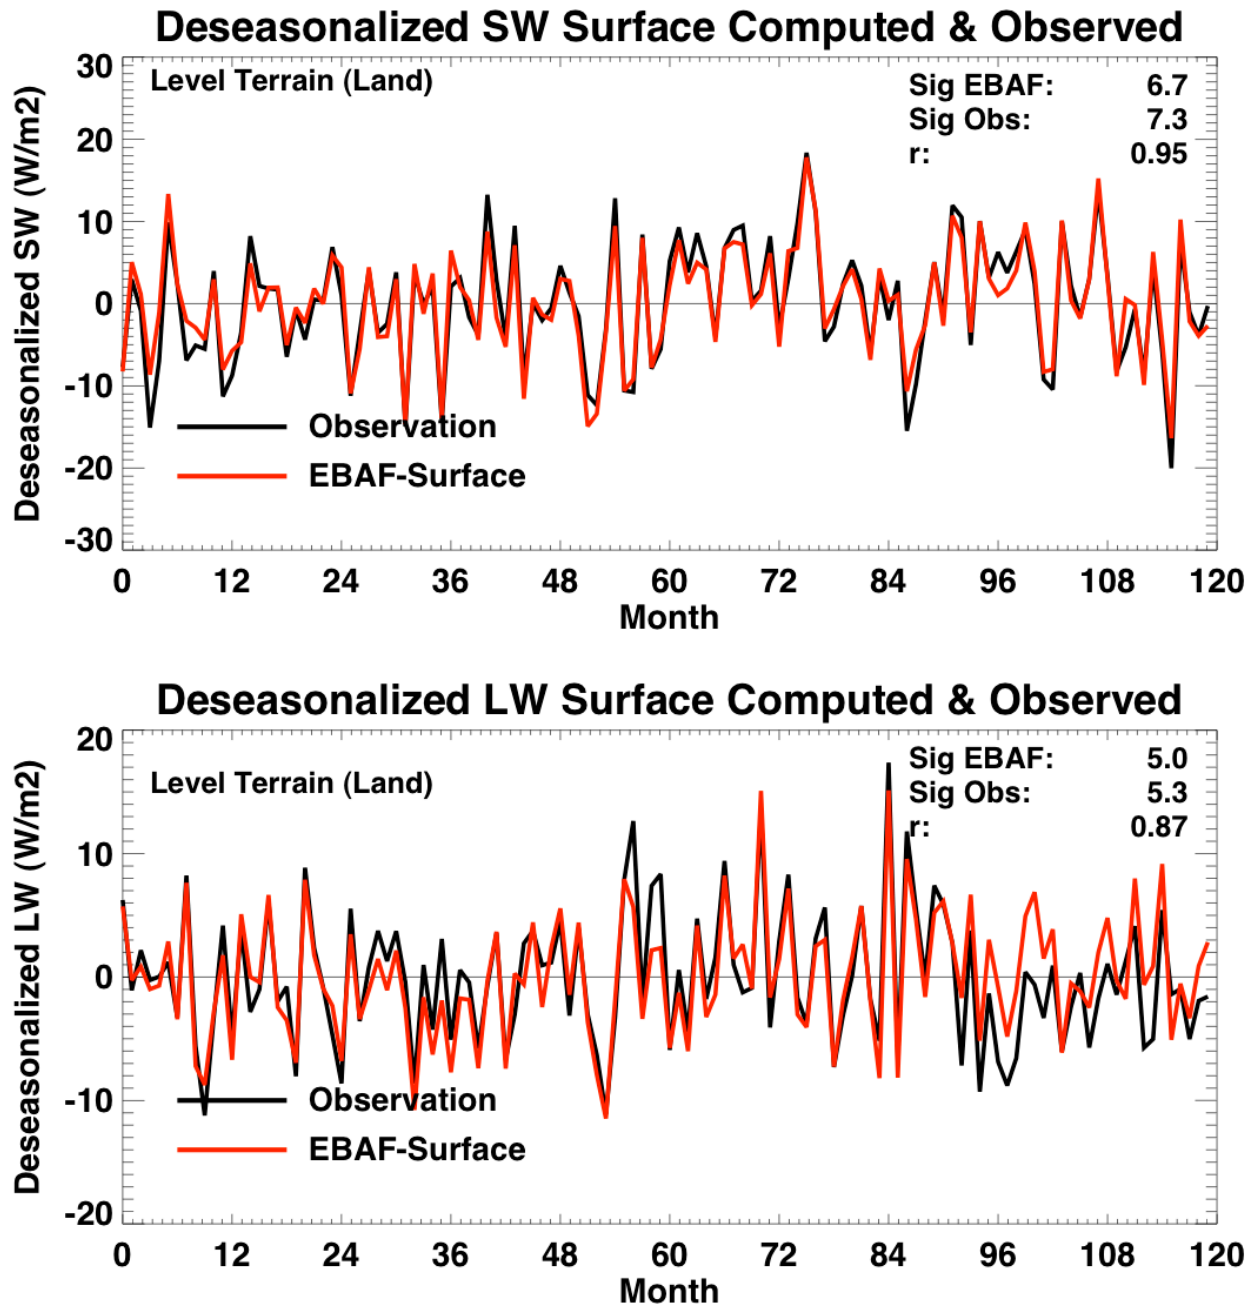 Deseasonalized SW Surface Computed & Observed
Deseasonalized SW (W/m2)
30
20
10
0
-10
-20
-30
Level Terrain (Land)
Sig EBAF: 6.7
Sig Obs: 7.3
r: 0.95
Observation
EBAF-Surface
0 12 24 36 48 60 72 84 96 108 120
Month
Deseasonalized LW Surface Computed & Observed
Deseasonalized LW (W/m2)
20
10
0
-10
-20
Level Terrain (Land)
Sig EBAF: 5.0
Sig Obs: 5.3
r: 0.87
Observation
EBAF-Surface
0 12 24 36 48 60 72 84 96 108 120
Month